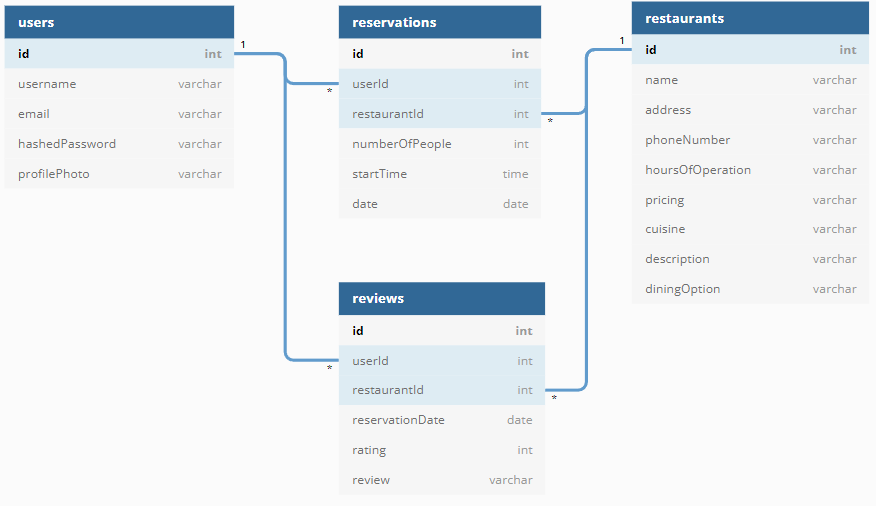 users
id int
username varchar
email varchar
hashedPassword varchar
profilePhoto varchar
1
*
*
reservations
id int
userId int
restaurantId int
numberOfPeople int
startTime time
date date
*
1
restaurants
id int
name varchar
address varchar
phoneNumber varchar
hoursOfOperation varchar
pricing varchar
cuisine varchar
description varchar
diningOption varchar
reviews
id int
userId int
restaurantId int
reservationDate date
rating int
review varchar
*